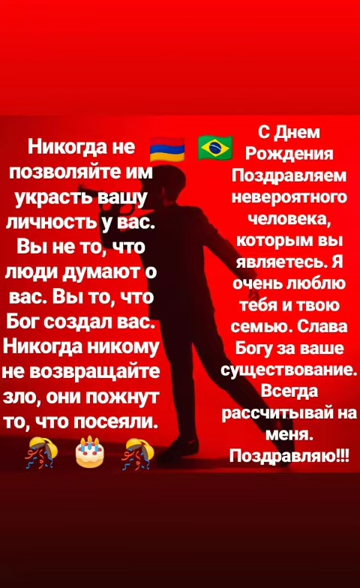 Никогда не
позволяйте им
украсть вашу
личность у вас.
Вы не то, что
люди думают о
вас. Вы то, что
Бог создал вас.
Никогда никому
не возвращайте
зло, они пожнут
то, что посеяли.
С Днем
Рождения
Поздравляем
невероятного
человека,
которым вы
являетесь. Я
очень люблю
тебя и твою
семью. Слава
Богу за ваше
существование.
Всегда
рассчитывай на
меня.
Поздравляю!!!